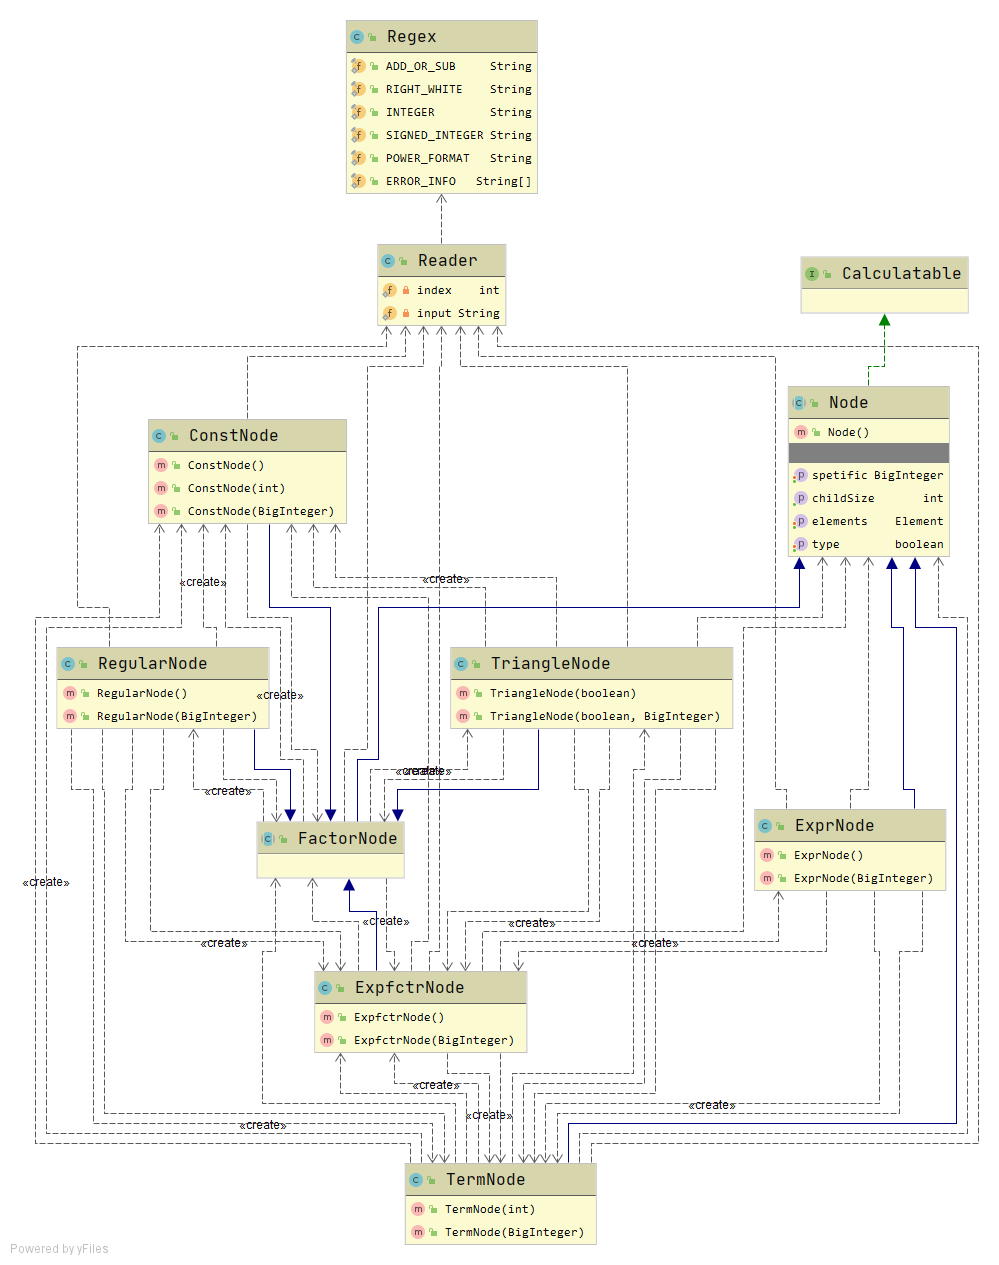 Regex
ADD_OR_SUB String
RIGHT_WHITE String
INTEGER String
SIGNED_INTEGER String
POWER_FORMAT String
ERROR_INFO String[]
Reader
index int
input String
Calculatable
Node
Node()
spetific BigInteger
childSize int
elements Element
type boolean
ConstNode
ConstNode()
ConstNode(int)
ConstNode(BigInteger)
«create»
«create»
RegularNode
RegularNode()
RegularNode(BigInteger)
TriangleNode
TriangleNode(boolean)
TriangleNode(boolean, BigInteger)
«create»
«create»
«create»
«create»
FactorNode
ExprNode
ExprNode()
ExprNode(BigInteger)
«create»
«create»
«create»
«create»
«create»
ExpfctrNode
ExpfctrNode()
ExpfctrNode(BigInteger)
«create»
«create»
«create»
«create»
TermNode
TermNode(int)
TermNode(BigInteger)
Powered by yFiles